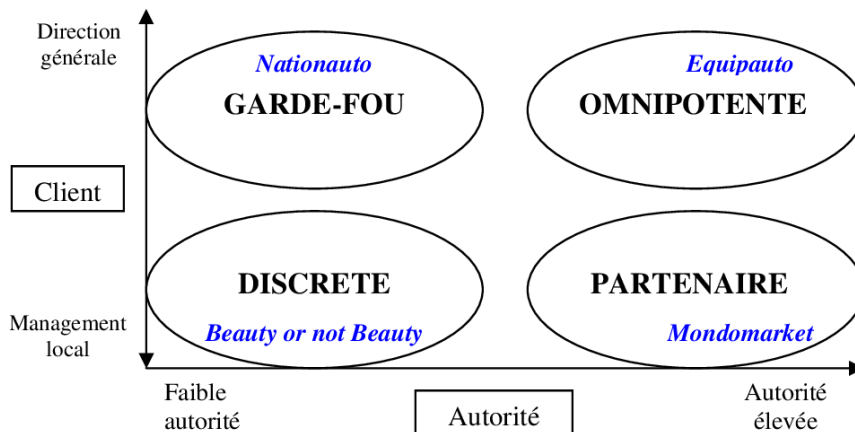 Direction
générale
Nationauto
GARDE-FOU
Equipauto
OMNIPOTENTE
Client
DISCRETE
Beauty or not Beauty
PARTENAIRE
Mondomarket
Management
local
Faible
autorité
Autorité
Autorité
élevée